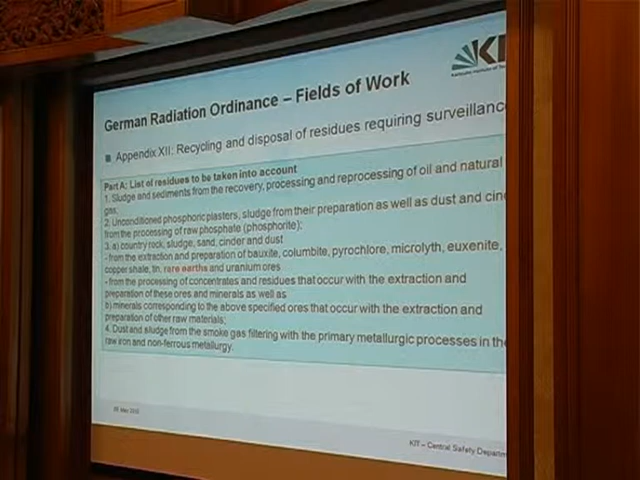 KI
German Radiation Ordinance – Fields of Work
Appendix XII: Recycling and disposal of residues requiring surveillance
Part A: List of residues to be taken into account
1. Sludge and sediments from the recovery, processing and reprocessing of oil and natural
gas,
2. Unconditioned phosphoric plasters, sludge from their preparation as well as dust and cin
from the processing of raw phosphate (phosphorite);
3. a) country rock, sludge, sand, cinder and dust
- from the extraction and preparation of bauxite, columbite, pyrochlore, microlyth, euxenite,
copper shale, tin, rare earths and uranium ores
- from the processing of concentrates and residues that occur with the extraction and
preparation of these ores and minerals as well as
b) minerals corresponding to the above specified ores that occur with the extraction and
preparation of other raw materials;
4. Dust and sludge from the smoke gas filtering with the primary metallurgic processes in the
raw iron and non-ferrous metallurgy.
KIT – Central Safety Departm